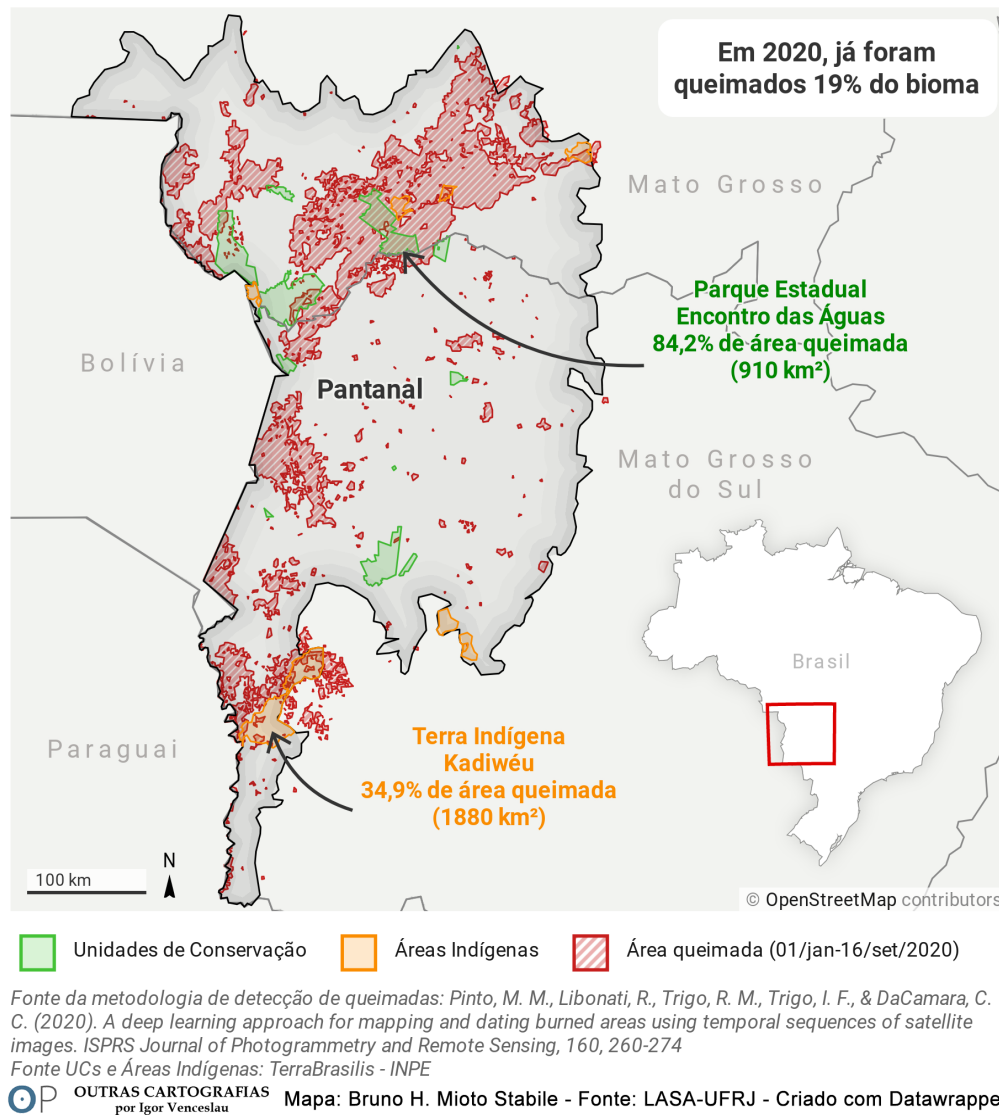 Em 2020, já foram
queimados 19% do bioma
Mato Grosso
Parque Estadual
Encontro das Águas
84,2% de área queimada
(910 km²)
Bolívia
Pantanal
Mato Grosso
do Sul
Brasil
Paraguai
Terra Indígena
Kadiwéu
34,9% de área queimada
(1880 km²)
100 km
N
© OpenStreetMap contributors
Unidades de Conservação
Áreas Indígenas
Área queimada (01/jan-16/set/2020)
Fonte da metodologia de detecção de queimadas: Pinto, M. M., Libonati, R., Trigo, R. M., Trigo, I. F., & DaCamara, C.
C. (2020). A deep learning approach for mapping and dating burned areas using temporal sequences of satellite
images. ISPRS Journal of Photogrammetry and Remote Sensing, 160, 260-274
Fonte UCs e Áreas Indígenas: TerraBrasilis - INPE
OP OUTRAS CARTOGRAFIAS
por Igor Venceslau
Mapa: Bruno H. Mioto Stabile - Fonte: LASA-UFRJ - Criado com Datawrappe